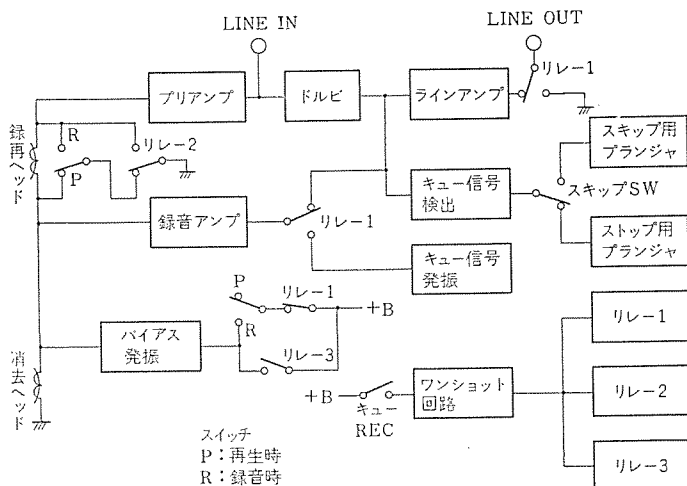 LINE IN
LINE OUT
リレー1
プリアンプ
ドルビ
ラインアンプ
録再ヘッド
R
P
リレー2
スキップ用
プランジャ
キュー信号
検出
スキップSW
録音アンプ
リレー1
ストップ用
プランジャ
キュー信号
発振
P
リレー1
+B
R
バイアス
発振
リレー3
リレー1
消去ヘッド
+B
キュー
REC
ワンショット
回路
リレー2
スイッチ
P:再生時
R:録音時
リレー3